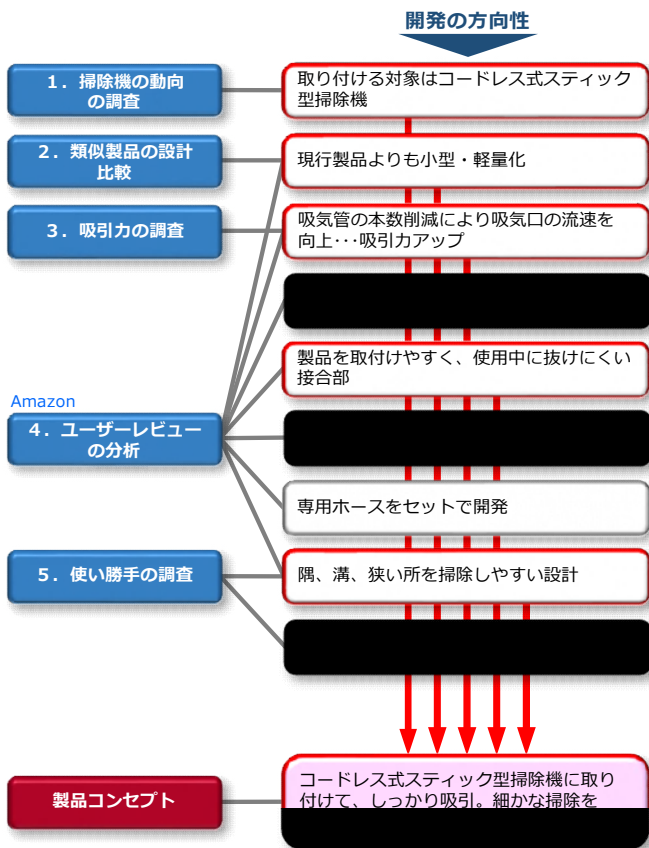 開発の方向性
1．掃除機の動向
の調査
取り付ける対象はコードレス式スティック
型掃除機
2．類似製品の設計
比較
現行製品よりも小型・軽量化
3．吸引力の調査
吸気管の本数削減により吸気口の流速を
向上･･･吸引力アップ
製品を取付けやすく、使用中に抜けにくい
接合部
Amazon
4．ユーザーレビュー
の分析
専用ホースをセットで開発
5．使い勝手の調査
隅、溝、狭い所を掃除しやすい設計
製品コンセプト
コードレス式スティック型掃除機に取り
付けて、しっかり吸引。細かな掃除を